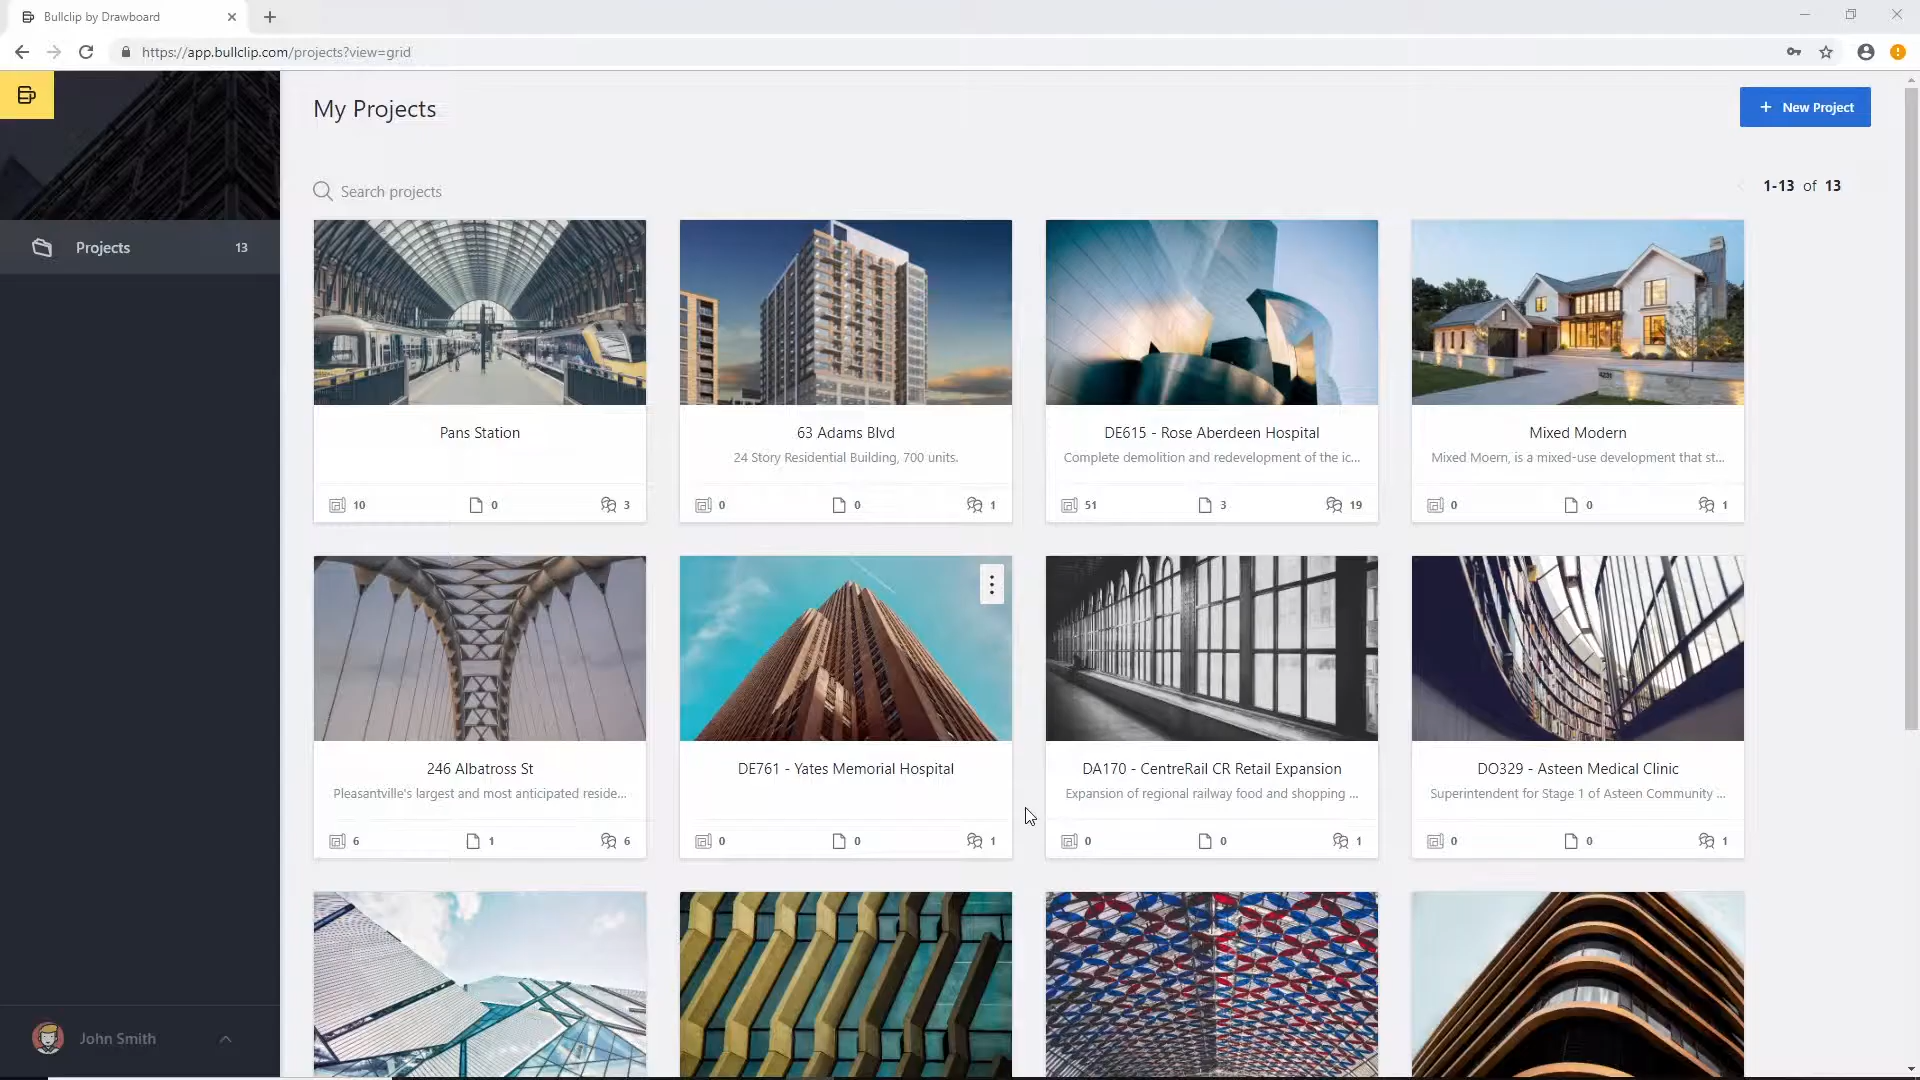 Bullclip by Drawboard
https://app.bullclip.com/projects?view=grid
My Projects
New Project
Search projects
1-13 of 13
Projects 13
Pans Station
10 0 3
63 Adams Blvd
24 Story Residential Building, 700 units.
0 0 1
DE615 - Rose Aberdeen Hospital
Complete demolition and redevelopment of the ic...
51 3 19
Mixed Modern
Mixed Moern, is a mixed-use development that st...
0 0 1
246 Albatross St
Pleasantville's largest and most anticipated reside...
6 1 6
DE761 - Yates Memorial Hospital
0 0 1
DA170 - CentreRail CR Retail Expansion
Expansion of regional railway food and shopping ...
0 0 1
DO329 - Asteen Medical Clinic
Superintendent for Stage 1 of Asteen Community ...
0 0 1
John Smith